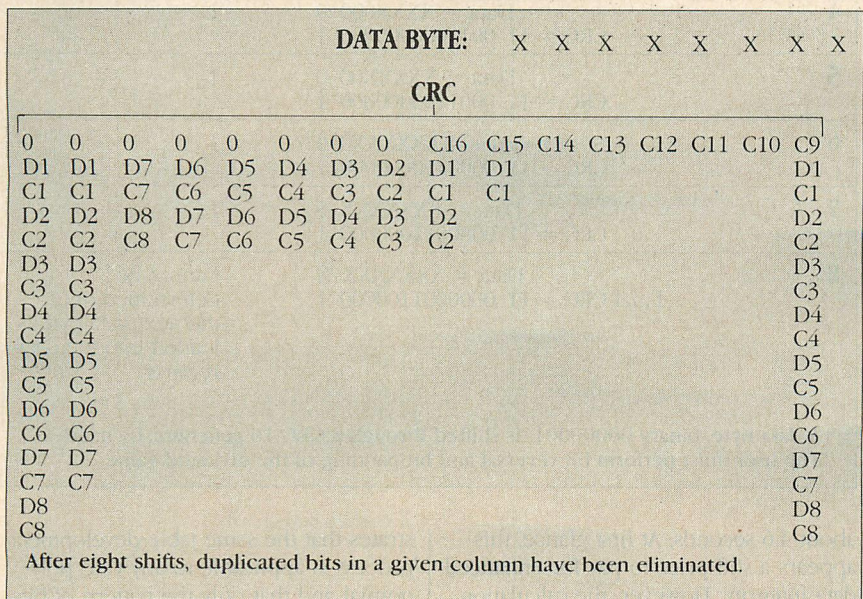 DATA BYTE: X X X X X X X X
CRC
0 0 0 0 0 0 0 0 C16 C15 C14 C13 C12 C11 C10 C9
D1 D1 D7 D6 D5 D4 D3 D2 D1 D1 D1
C1 C1 C7 C6 C5 C4 C3 C2 C1 C1 C1
D2 D2 D8 D7 D6 D5 D4 D3 D2 D2
C2 C2 C8 C7 C6 C5 C4 C3 C2 C2
D3 D3 D3
C3 C3 C3
D4 D4 D4
C4 C4 C4
D5 D5 D5
C5 C5 C5
D6 D6 D6
C6 C6 C6
D7 D7 D7
C7 C7 C7
D8 D8
C8 C8
After eight shifts, duplicated bits in a given column have been eliminated.